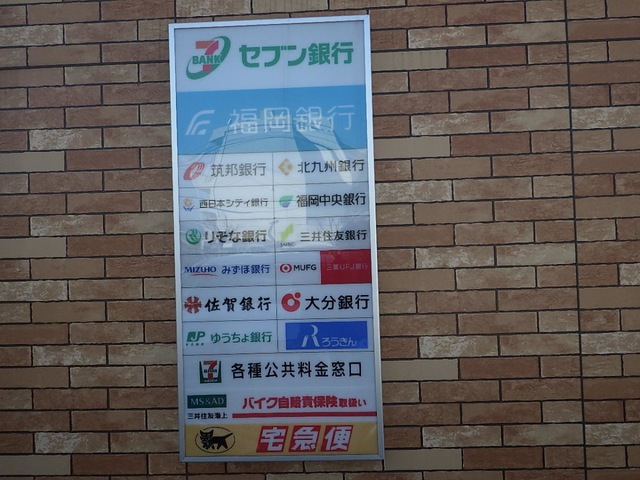 7 BANK セブン銀行
福岡銀行
筑邦銀行 北九州銀行
西日本シティ銀行 福岡中央銀行
りそな銀行 SMBC 三井住友銀行
MIZUHO みずほ銀行 MUFG 三菱UFJ銀行
佐賀銀行 大分銀行
JP ゆうちょ銀行 R ろうきん
7 各種公共料金窓口
MS&AD バイク自賠責保険取扱い
三井住友海上
宅急便